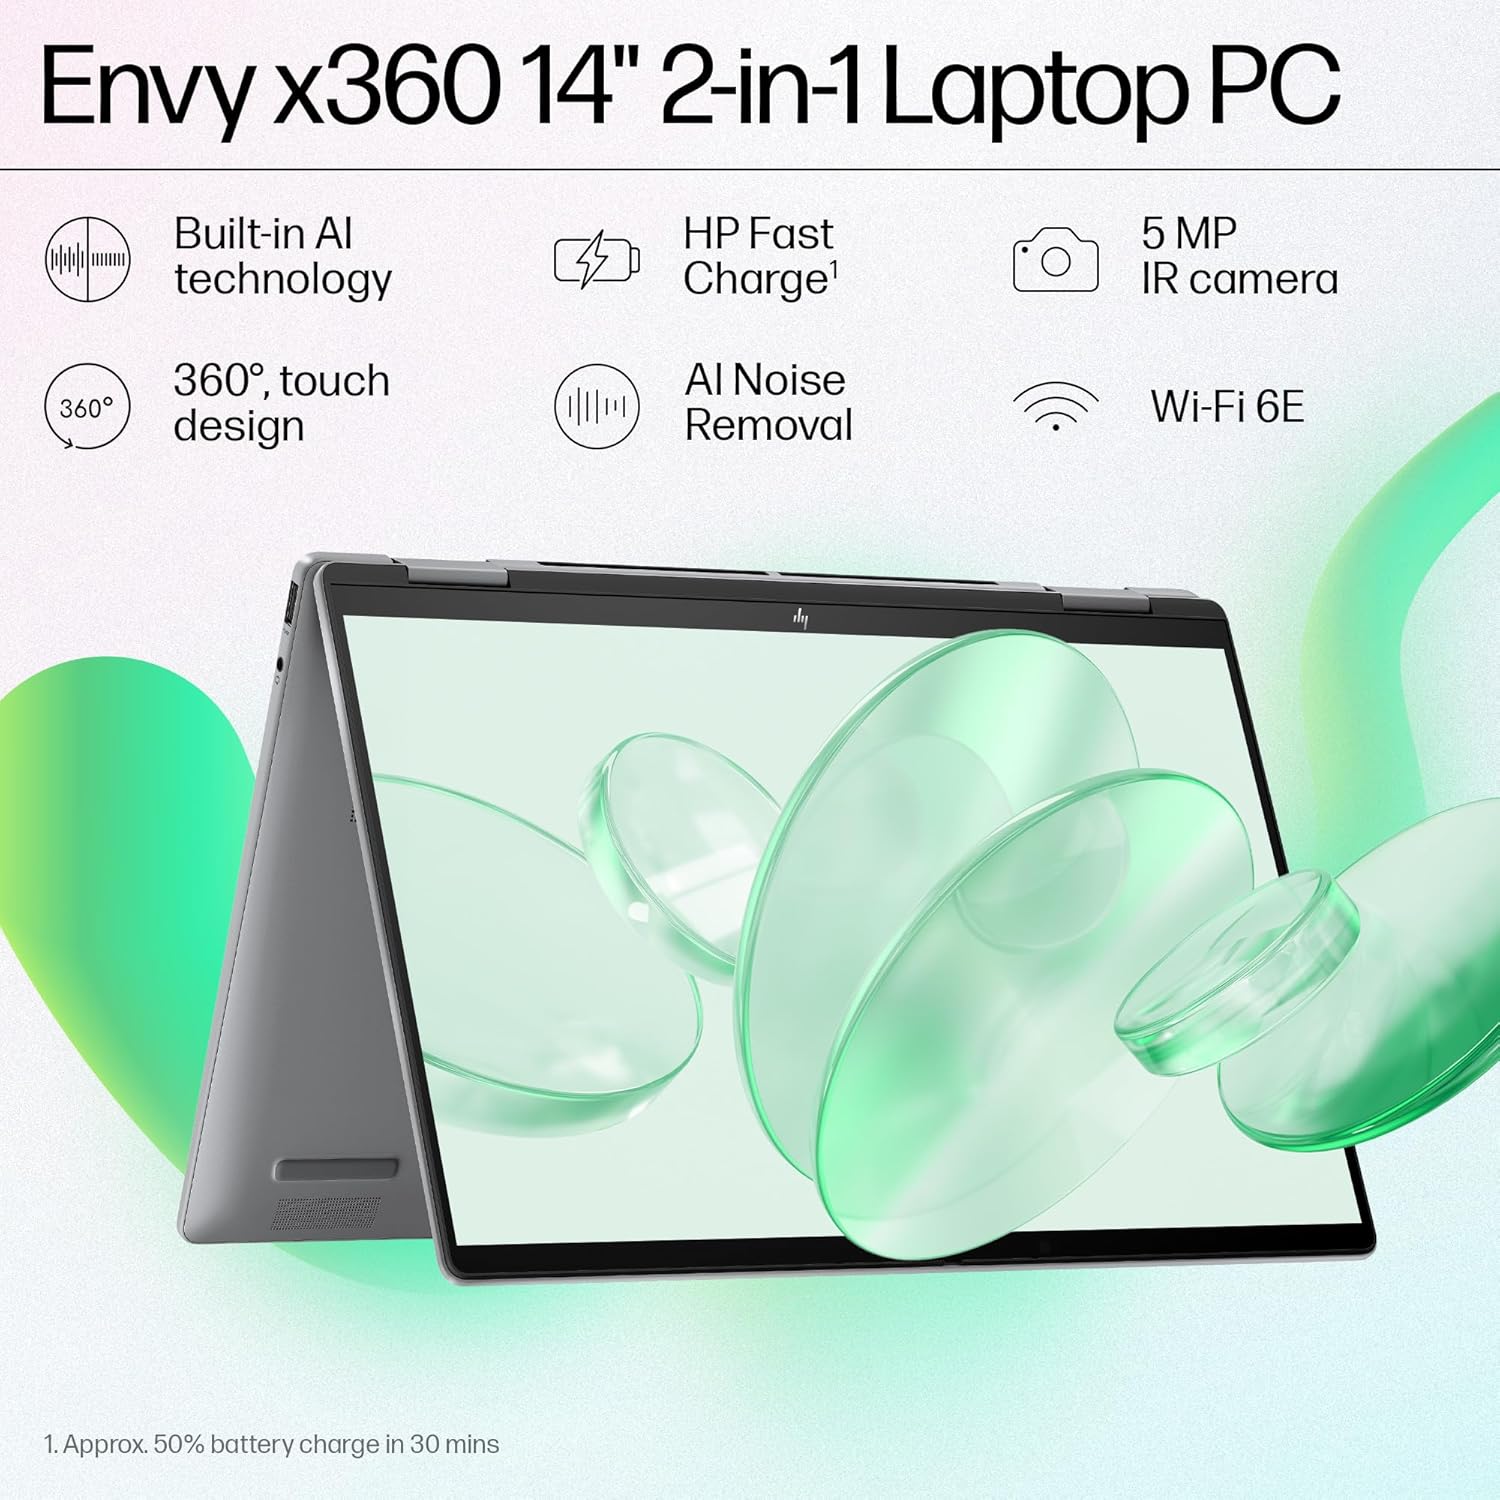 Envy x360 14" 2-in-1 Laptop PC
Built-in AI
technology
HP Fast
Charge¹
5 MP
IR camera
360°
360°, touch
design
AI Noise
Removal
Wi-Fi 6E
hp
1. Approx. 50% battery charge in 30 mins